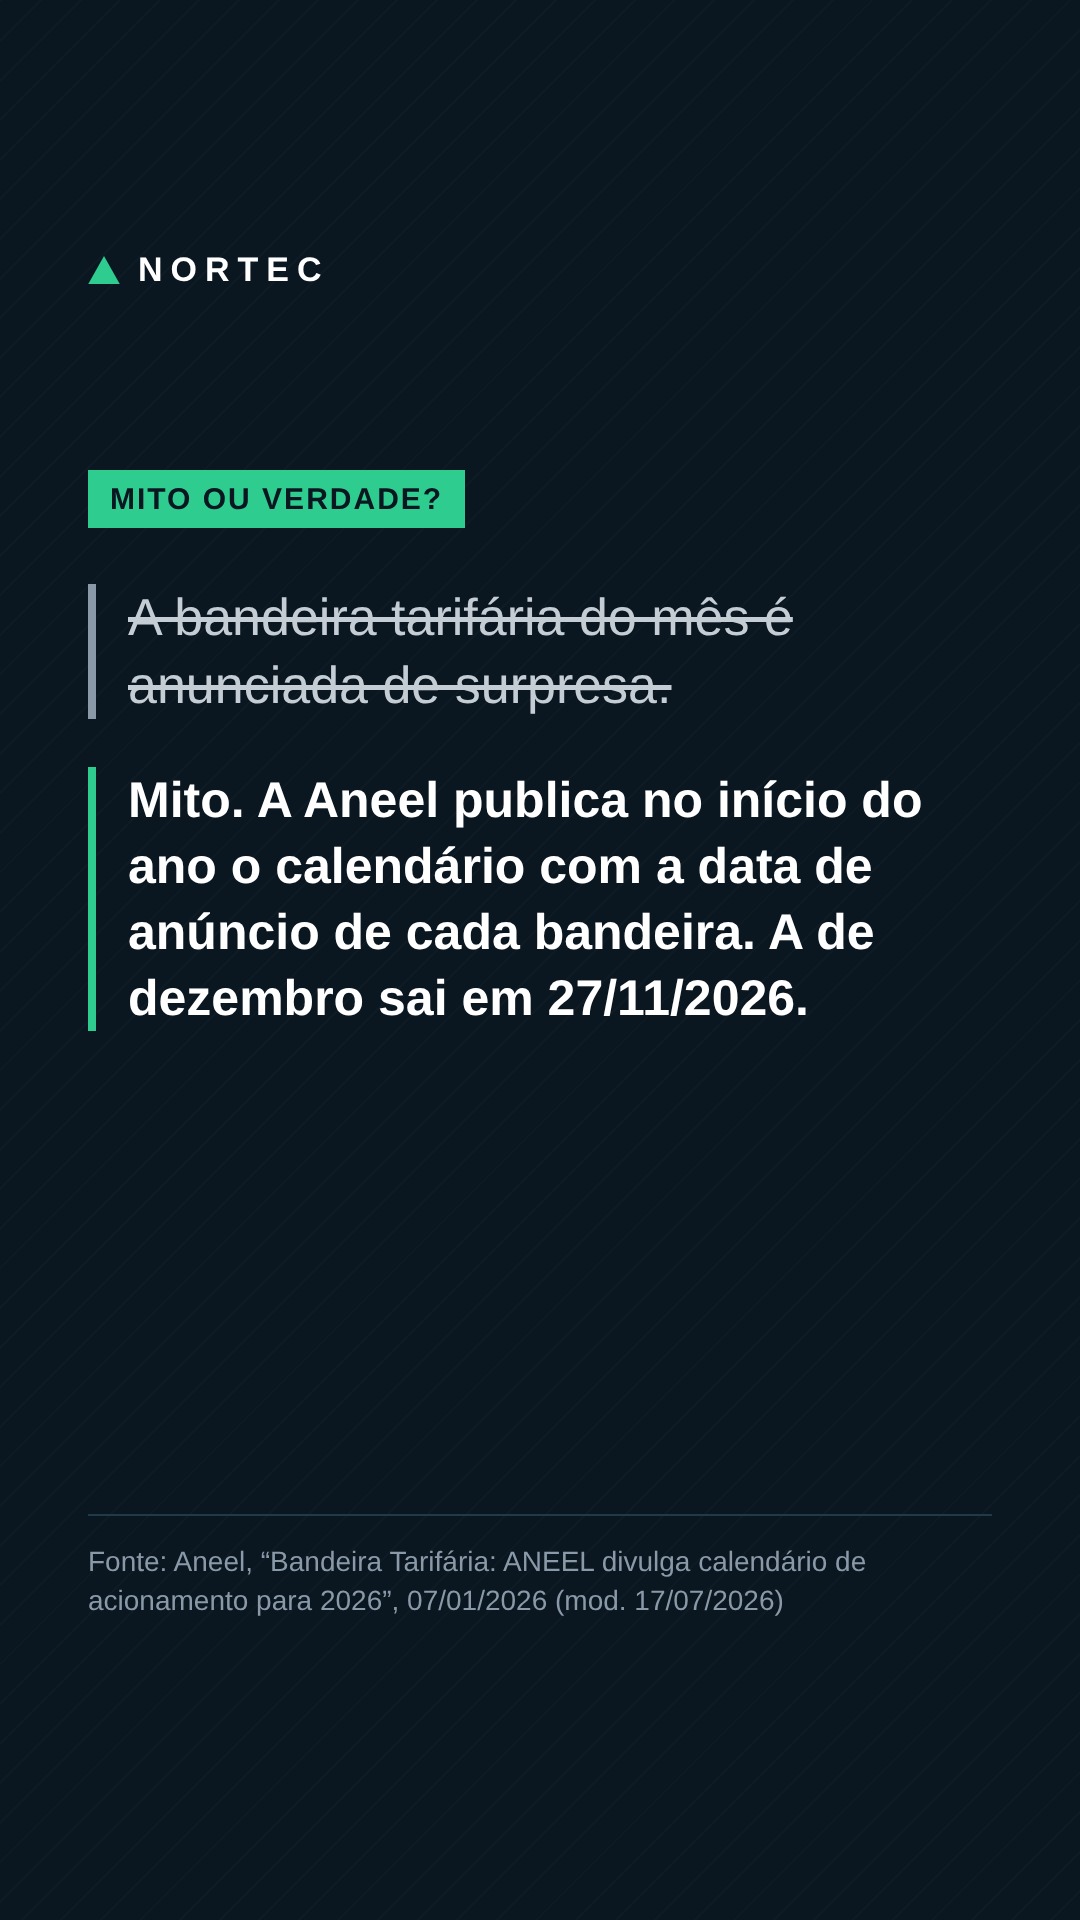 NORTEC
MITO OU VERDADE?
A bandeira tarifária do mês é
anunciada de surpresa.
Mito. A Aneel publica no início do
ano o calendário com a data de
anúncio de cada bandeira. A de
dezembro sai em 27/11/2026.
Fonte: Aneel, “Bandeira Tarifária: ANEEL divulga calendário de
acionamento para 2026”, 07/01/2026 (mod. 17/07/2026)